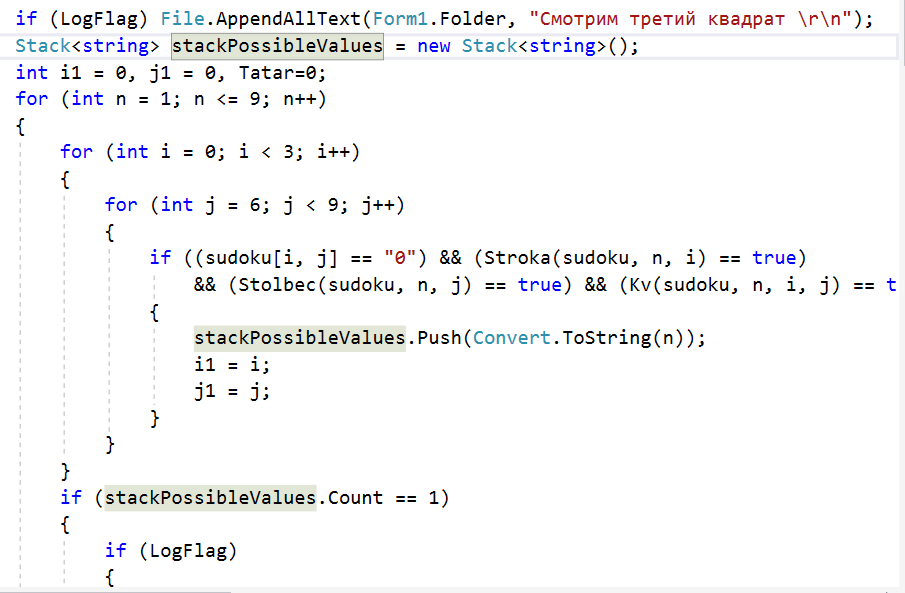 if (LogFlag) File.AppendAllText(Form1.Folder, "Смотрим третий квадрат \r\n");
Stack<string> stackPossibleValues = new Stack<string>();
int i1 = 0, j1 = 0, Tatar=0;
for (int n = 1; n <= 9; n++)
{
for (int i = 0; i < 3; i++)
{
for (int j = 6; j < 9; j++)
{
if ((sudoku[i, j] == "0") && (Stroka(sudoku, n, i) == true)
&& (Stolbec(sudoku, n, j) == true) && (Kv(sudoku, n, i, j) == t
{
stackPossibleValues.Push(Convert.ToString(n));
i1 = i;
j1 = j;
}
}
}
if (stackPossibleValues.Count == 1)
{
if (LogFlag)
{